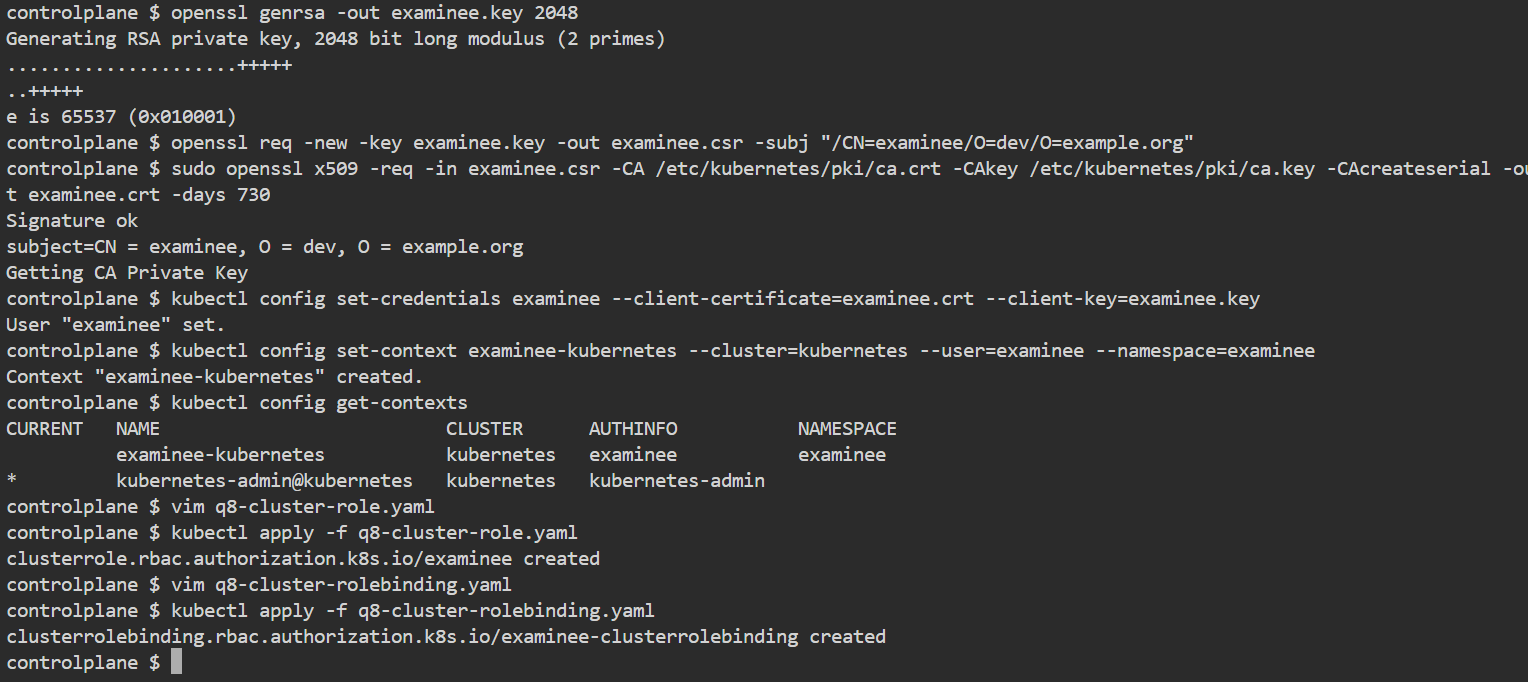 controlplane $ openssl genrsa -out examinee.key 2048
Generating RSA private key, 2048 bit long modulus (2 primes)
.....................+++++
..+++++
e is 65537 (0x010001)
controlplane $ openssl req -new -key examinee.key -out examinee.csr -subj "/CN=examinee/O=dev/O=example.org"
controlplane $ sudo openssl x509 -req -in examinee.csr -CA /etc/kubernetes/pki/ca.crt -CAkey /etc/kubernetes/pki/ca.key -CAcreateserial -ou
t examinee.crt -days 730
Signature ok
subject=CN = examinee, O = dev, O = example.org
Getting CA Private Key
controlplane $ kubectl config set-credentials examinee --client-certificate=examinee.crt --client-key=examinee.key
User "examinee" set.
controlplane $ kubectl config set-context examinee-kubernetes --cluster=kubernetes --user=examinee --namespace=examinee
Context "examinee-kubernetes" created.
controlplane $ kubectl config get-contexts
CURRENT   NAME                          CLUSTER      AUTHINFO           NAMESPACE
          examinee-kubernetes           kubernetes   examinee           examinee
*         kubernetes-admin@kubernetes   kubernetes   kubernetes-admin
controlplane $ vim q8-cluster-role.yaml
controlplane $ kubectl apply -f q8-cluster-role.yaml
clusterrole.rbac.authorization.k8s.io/examinee created
controlplane $ vim q8-cluster-rolebinding.yaml
controlplane $ kubectl apply -f q8-cluster-rolebinding.yaml
clusterrolebinding.rbac.authorization.k8s.io/examinee-clusterrolebinding created
controlplane $